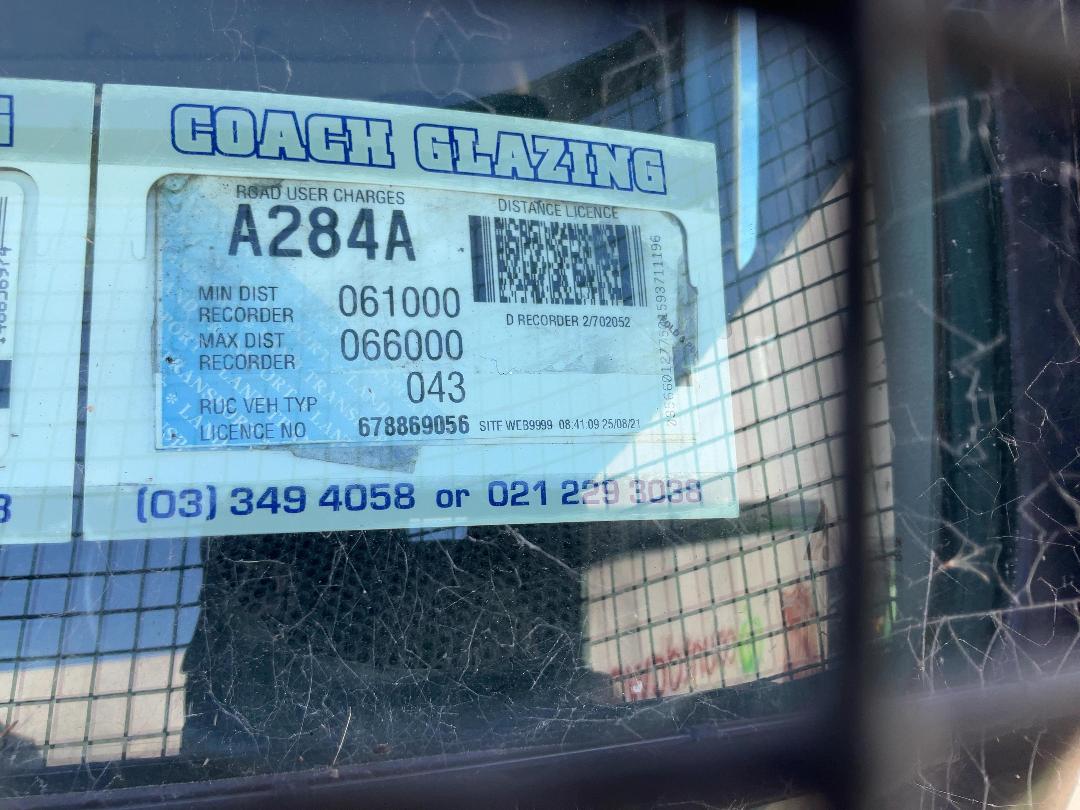 COACH GLAZING
ROAD USER CHARGES
A284A
DISTANCE LICENCE
MIN DIST RECORDER 061000
MAX DIST RECORDER 066000
RUC VEH TYP 043
LICENCE NO 678869056
D RECORDER 2/702052
SITF WEB9999 08:41:09 25/08/21
(03) 349 4058 or 021 229 3038